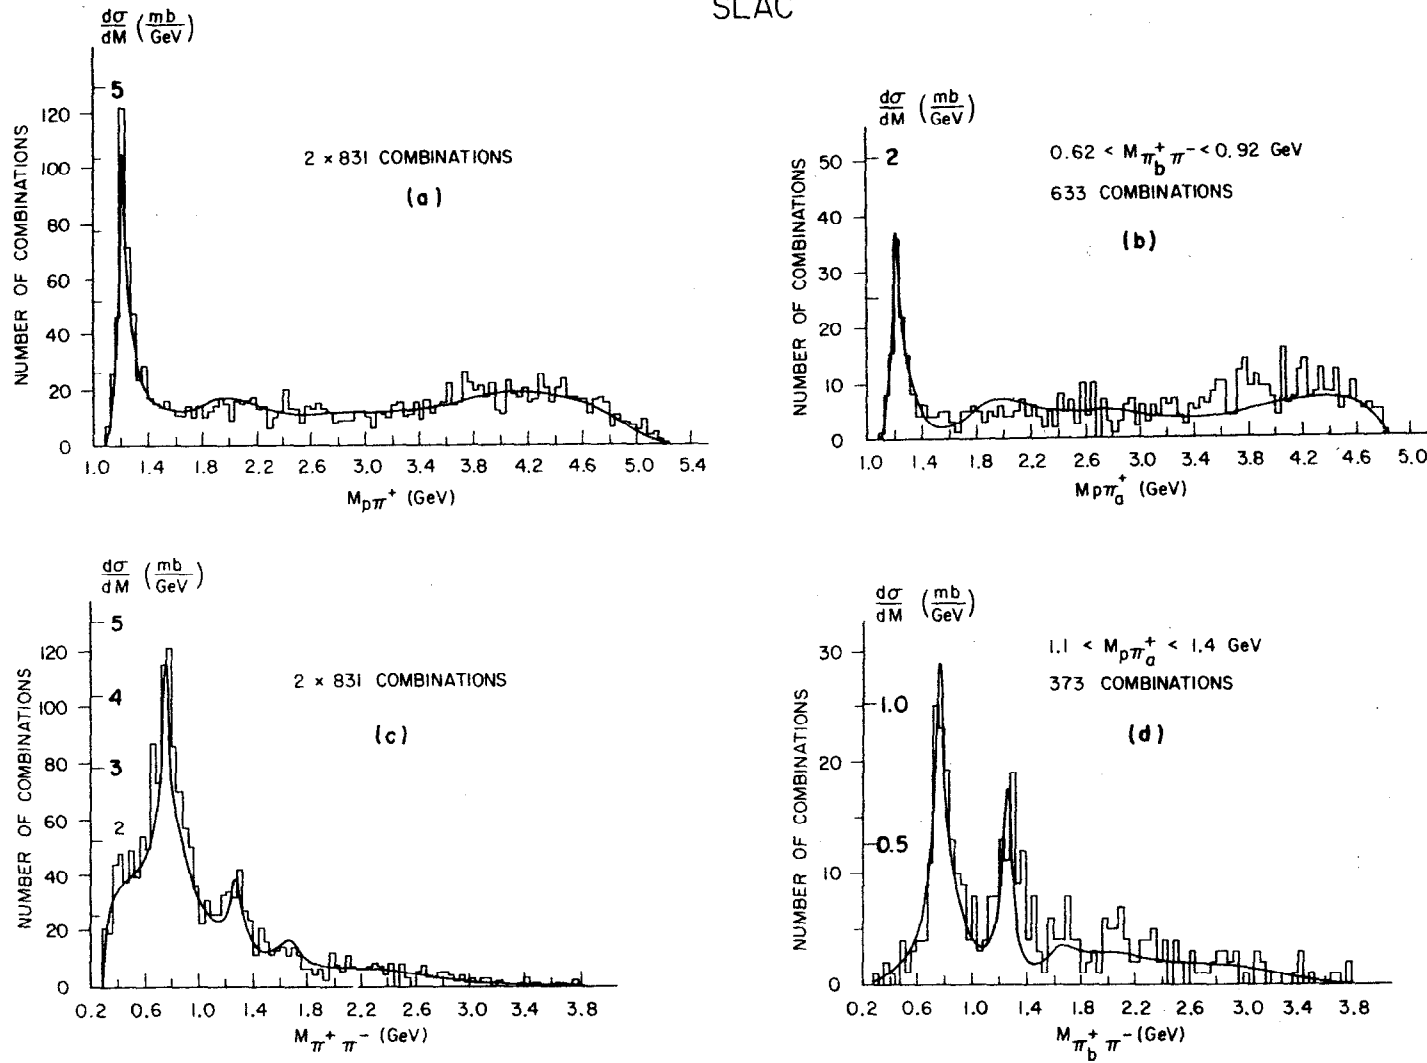 SLAC
dσ/dM (mb/GeV)
5
NUMBER OF COMBINATIONS
120
100
80
60
40
20
0
2 × 831 COMBINATIONS
(a)
1.0 1.4 1.8 2.2 2.6 3.0 3.4 3.8 4.2 4.6 5.0 5.4
Mpπ+ (GeV)
dσ/dM (mb/GeV)
2
NUMBER OF COMBINATIONS
50
40
30
20
10
0
0.62 < Mπb+ π- < 0.92 GeV
633 COMBINATIONS
(b)
1.0 1.4 1.8 2.2 2.6 3.0 3.4 3.8 4.2 4.6 5.0
Mpπa+ (GeV)
dσ/dM (mb/GeV)
5
4
3
2
NUMBER OF COMBINATIONS
120
100
80
60
40
20
0
2 × 831 COMBINATIONS
(c)
0.2 0.6 1.0 1.4 1.8 2.2 2.6 3.0 3.4 3.8
Mπ+ π- (GeV)
dσ/dM (mb/GeV)
1.0
0.5
NUMBER OF COMBINATIONS
30
20
10
0
1.1 < Mpπa+ < 1.4 GeV
373 COMBINATIONS
(d)
0.2 0.6 1.0 1.4 1.8 2.2 2.6 3.0 3.4 3.8
Mπb+ π- (GeV)